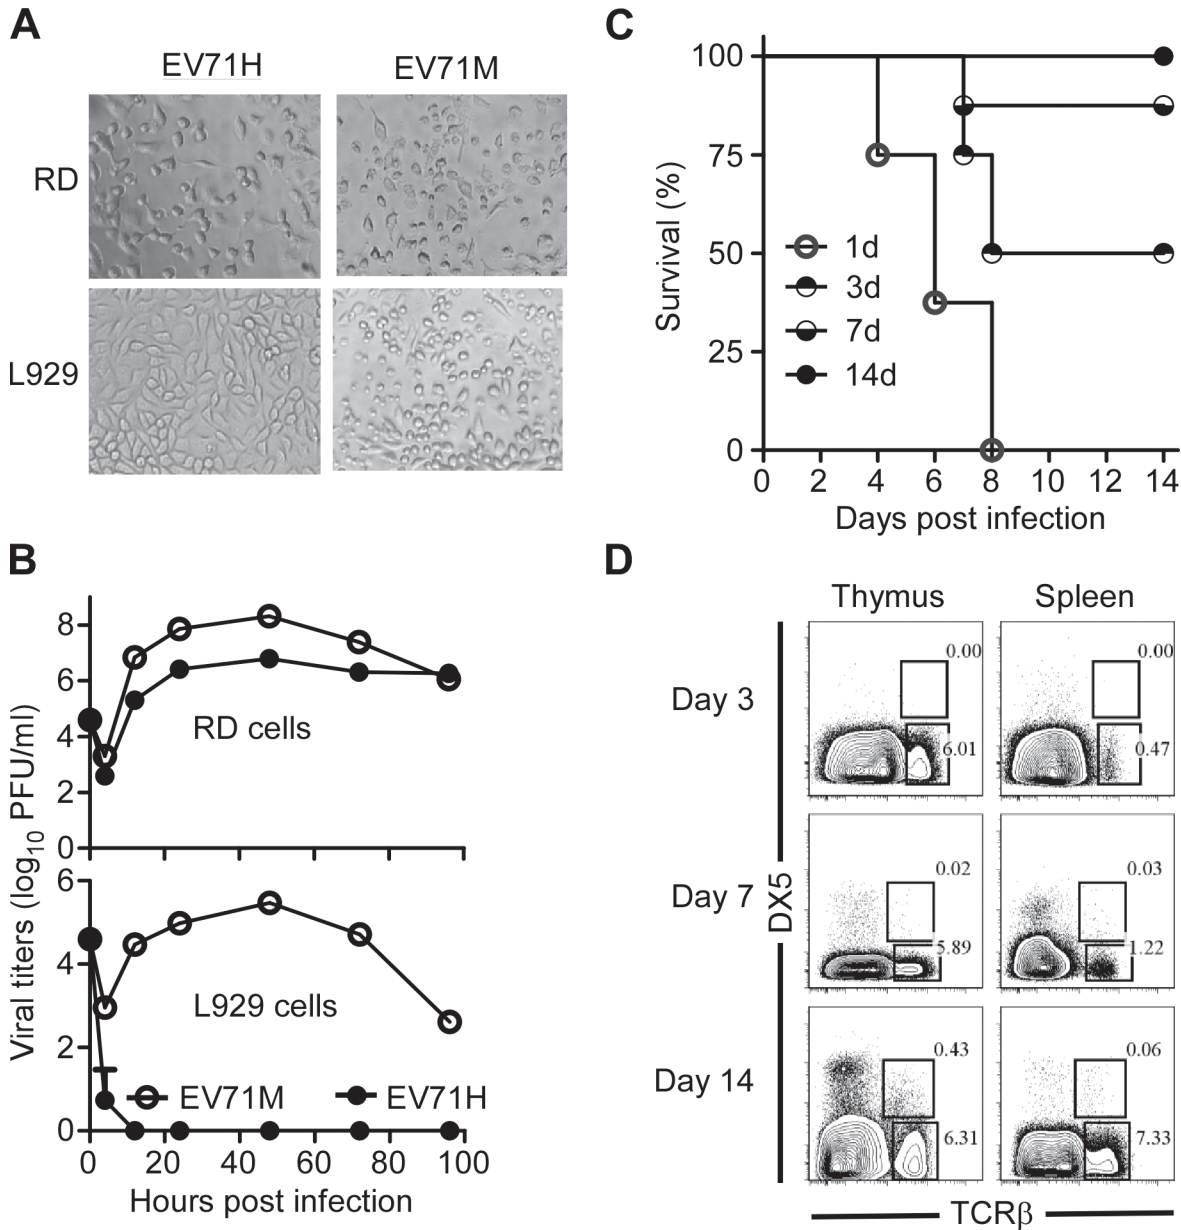 A
EV71H EV71M
RD
L929
B
8
6
4
2
0
RD cells
6
4
2
0
L929 cells
EV71M EV71H
0 20 40 60 80 100
Hours post infection
Viral titers (log10 PFU/ml)
C
100
75
50
25
0
Survival (%)
1d
3d
7d
14d
0 2 4 6 8 10 12 14
Days post infection
D
Thymus Spleen
Day 3
0.00 0.00
6.01 0.47
Day 7
0.02 0.03
5.89 1.22
Day 14
0.43 0.06
6.31 7.33
DX5
TCRβ